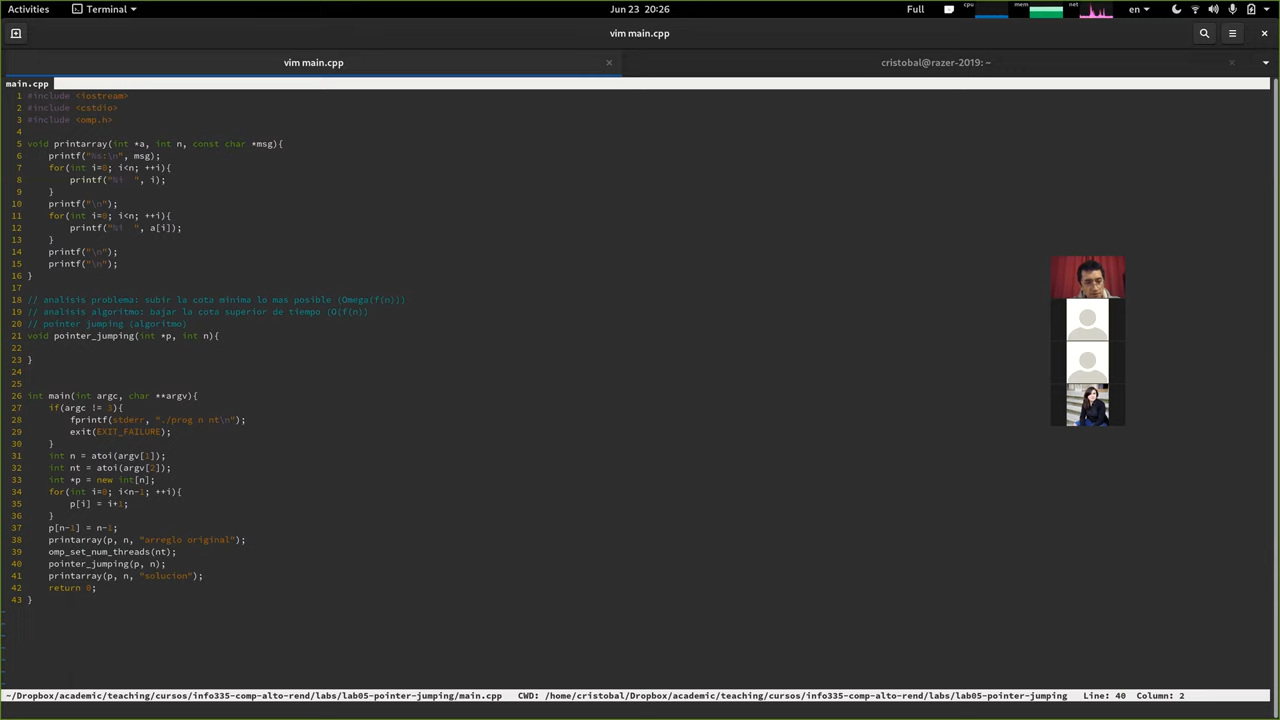 Activities Terminal Jun 23 20:26 Full cpu mem net en
vim main.cpp
vim main.cpp cristobal@razer-2019: ~
main.cpp
1 #include <iostream>
2 #include <cstdio>
3 #include <omp.h>
4
5 void printarray(int *a, int n, const char *msg){
6 printf("%s:\n", msg);
7 for(int i=0; i<n; ++i){
8 printf("%i  ", i);
9 }
10 printf("\n");
11 for(int i=0; i<n; ++i){
12 printf("%i  ", a[i]);
13 }
14 printf("\n");
15 printf("\n");
16 }
17
18 // analisis problema: subir la cota minima lo mas posible (Omega(f(n)))
19 // analisis algoritmo: bajar la cota superior de tiempo (O(f(n))
20 // pointer jumping (algoritmo)
21 void pointer_jumping(int *p, int n){
22
23 }
24
25
26 int main(int argc, char **argv){
27 if(argc != 3){
28 fprintf(stderr, "./prog n nt\n");
29 exit(EXIT_FAILURE);
30 }
31 int n = atoi(argv[1]);
32 int nt = atoi(argv[2]);
33 int *p = new int[n];
34 for(int i=0; i<n-1; ++i){
35 p[i] = i+1;
36 }
37 p[n-1] = n-1;
38 printarray(p, n, "arreglo original");
39 omp_set_num_threads(nt);
40 pointer_jumping(p, n);
41 printarray(p, n, "solucion");
42 return 0;
43 }
~/Dropbox/academic/teaching/cursos/info335-comp-alto-rend/labs/lab05-pointer-jumping/main.cpp CWD: /home/cristobal/Dropbox/academic/teaching/cursos/info335-comp-alto-rend/labs/lab05-pointer-jumping Line: 40 Column: 2